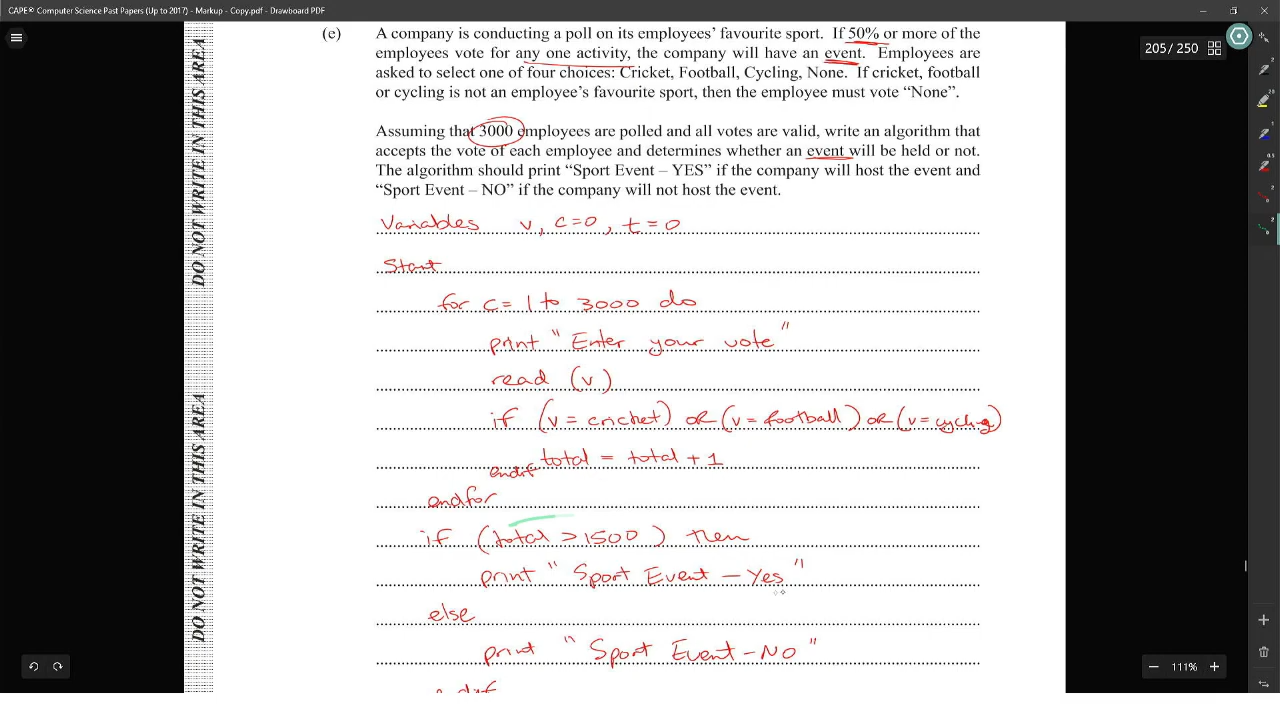 CAPE® Computer Science Past Papers (Up to 2017) - Markup - Copy.pdf - Drawboard PDF
205 / 250
DO NOT WRITE IN THIS AREA
DO NOT WRITE IN THIS AREA
(e) A company is conducting a poll on its employees' favourite sport. If 50% or more of the
employees vote for any one activity, the company will have an event. Employees are
asked to select one of four choices: Cricket, Football, Cycling, None. If cricket, football
or cycling is not an employee's favourite sport, then the employee must vote “None”.
Assuming that 3000 employees are polled and all votes are valid, write an algorithm that
accepts the vote of each employee and determines whether an event will be held or not.
The algorithm should print “Sport Event – YES” if the company will host the event and
“Sport Event – NO” if the company will not host the event.
Variables v, c=0, t=0
Start
for c= 1 to 3000 do
print "Enter your vote"
read (v)
if (v = cricket) or (v = football) or (v = cycling)
total = total + 1
endif
endfor
if (total > 1500) then
print "Sport Event – Yes"
else
print "Sport Event – NO"
endif
111%